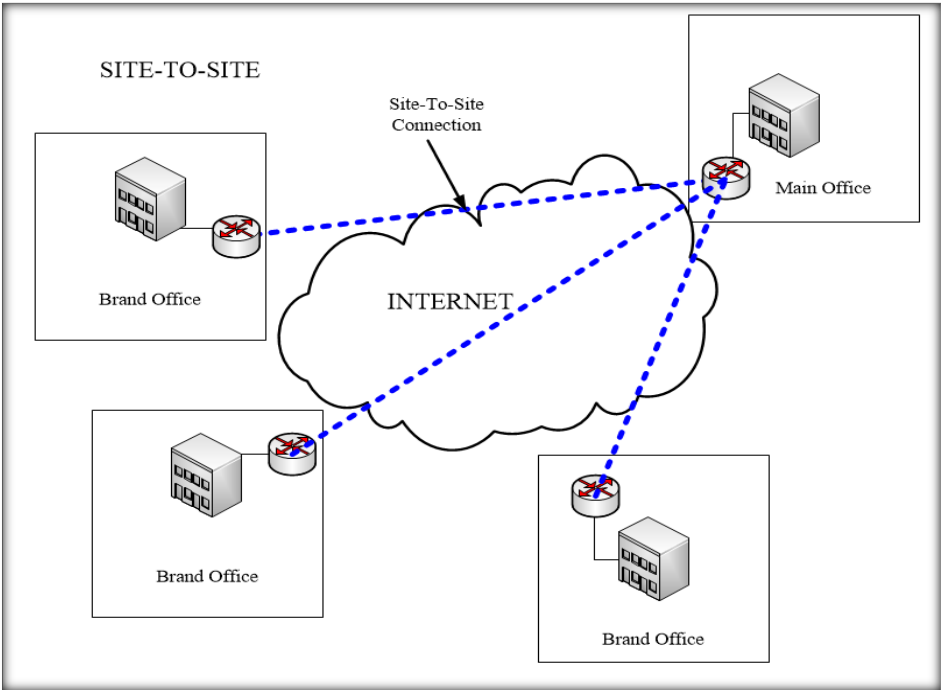 SITE-TO-SITE
Site-To-Site
Connection
Main Office
Brand Office
INTERNET
Brand Office
Brand Office